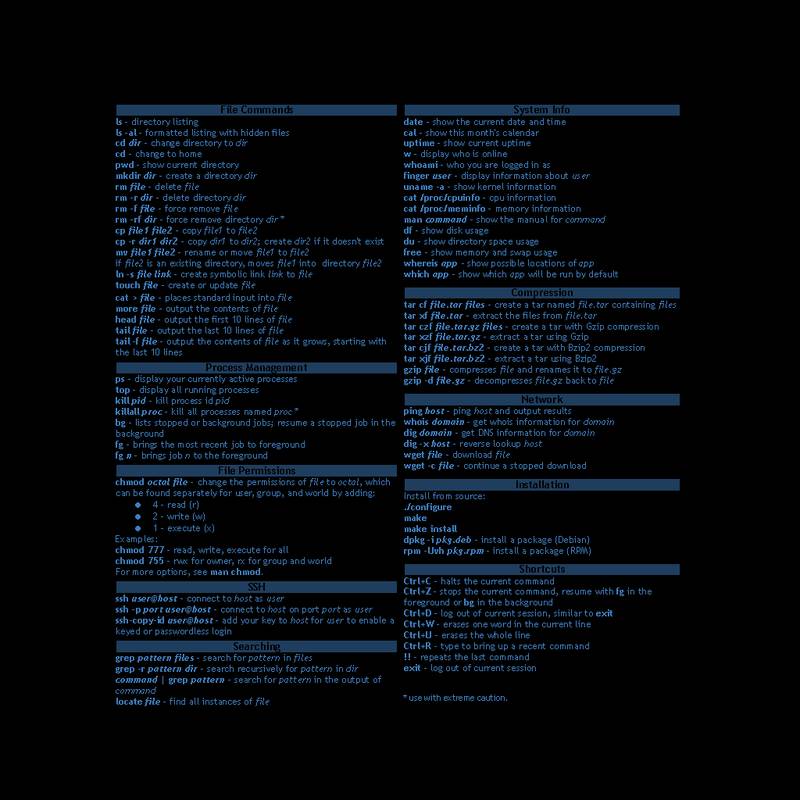 File Commands
ls - directory listing
ls -al - formatted listing with hidden files
cd dir - change directory to dir
cd - change to home
pwd - show current directory
mkdir dir - create a directory dir
rm file - delete file
rm -r dir - delete directory dir
rm -f file - force remove file
rm -rf dir - force remove directory dir *
cp file1 file2 - copy file1 to file2
cp -r dir1 dir2 - copy dir1 to dir2; create dir2 if it doesn't exist
mv file1 file2 - rename or move file1 to file2
if file2 is an existing directory, moves file1 into directory file2
ln -s file link - create symbolic link link to file
touch file - create or update file
cat > file - places standard input into file
more file - output the contents of file
head file - output the first 10 lines of file
tail file - output the last 10 lines of file
tail -f file - output the contents of file as it grows, starting with
the last 10 lines
Process Management
ps - display your currently active processes
top - display all running processes
kill pid - kill process id pid
killall proc - kill all processes named proc *
bg - lists stopped or background jobs; resume a stopped job in the
background
fg - brings the most recent job to foreground
fg n - brings job n to the foreground
File Permissions
chmod octal file - change the permissions of file to octal, which
can be found separately for user, group, and world by adding:
● 4 - read (r)
● 2 - write (w)
● 1 - execute (x)
Examples:
chmod 777 - read, write, execute for all
chmod 755 - rwx for owner, rx for group and world
For more options, see man chmod.
SSH
ssh user@host - connect to host as user
ssh -p port user@host - connect to host on port port as user
ssh-copy-id user@host - add your key to host for user to enable a
keyed or passwordless login
Searching
grep pattern files - search for pattern in files
grep -r pattern dir - search recursively for pattern in dir
command | grep pattern - search for pattern in the output of
command
locate file - find all instances of file
System Info
date - show the current date and time
cal - show this month's calendar
uptime - show current uptime
w - display who is online
whoami - who you are logged in as
finger user - display information about user
uname -a - show kernel information
cat /proc/cpuinfo - cpu information
cat /proc/meminfo - memory information
man command - show the manual for command
df - show disk usage
du - show directory space usage
free - show memory and swap usage
whereis app - show possible locations of app
which app - show which app will be run by default
Compression
tar cf file.tar files - create a tar named file.tar containing files
tar xf file.tar - extract the files from file.tar
tar czf file.tar.gz files - create a tar with Gzip compression
tar xzf file.tar.gz - extract a tar using Gzip
tar cjf file.tar.bz2 - create a tar with Bzip2 compression
tar xjf file.tar.bz2 - extract a tar using Bzip2
gzip file - compresses file and renames it to file.gz
gzip -d file.gz - decompresses file.gz back to file
Network
ping host - ping host and output results
whois domain - get whois information for domain
dig domain - get DNS information for domain
dig -x host - reverse lookup host
wget file - download file
wget -c file - continue a stopped download
Installation
Install from source:
./configure
make
make install
dpkg -i pkg.deb - install a package (Debian)
rpm -Uvh pkg.rpm - install a package (RPM)
Shortcuts
Ctrl+C - halts the current command
Ctrl+Z - stops the current command, resume with fg in the
foreground or bg in the background
Ctrl+D - log out of current session, similar to exit
Ctrl+W - erases one word in the current line
Ctrl+U - erases the whole line
Ctrl+R - type to bring up a recent command
!! - repeats the last command
exit - log out of current session
* use with extreme caution.